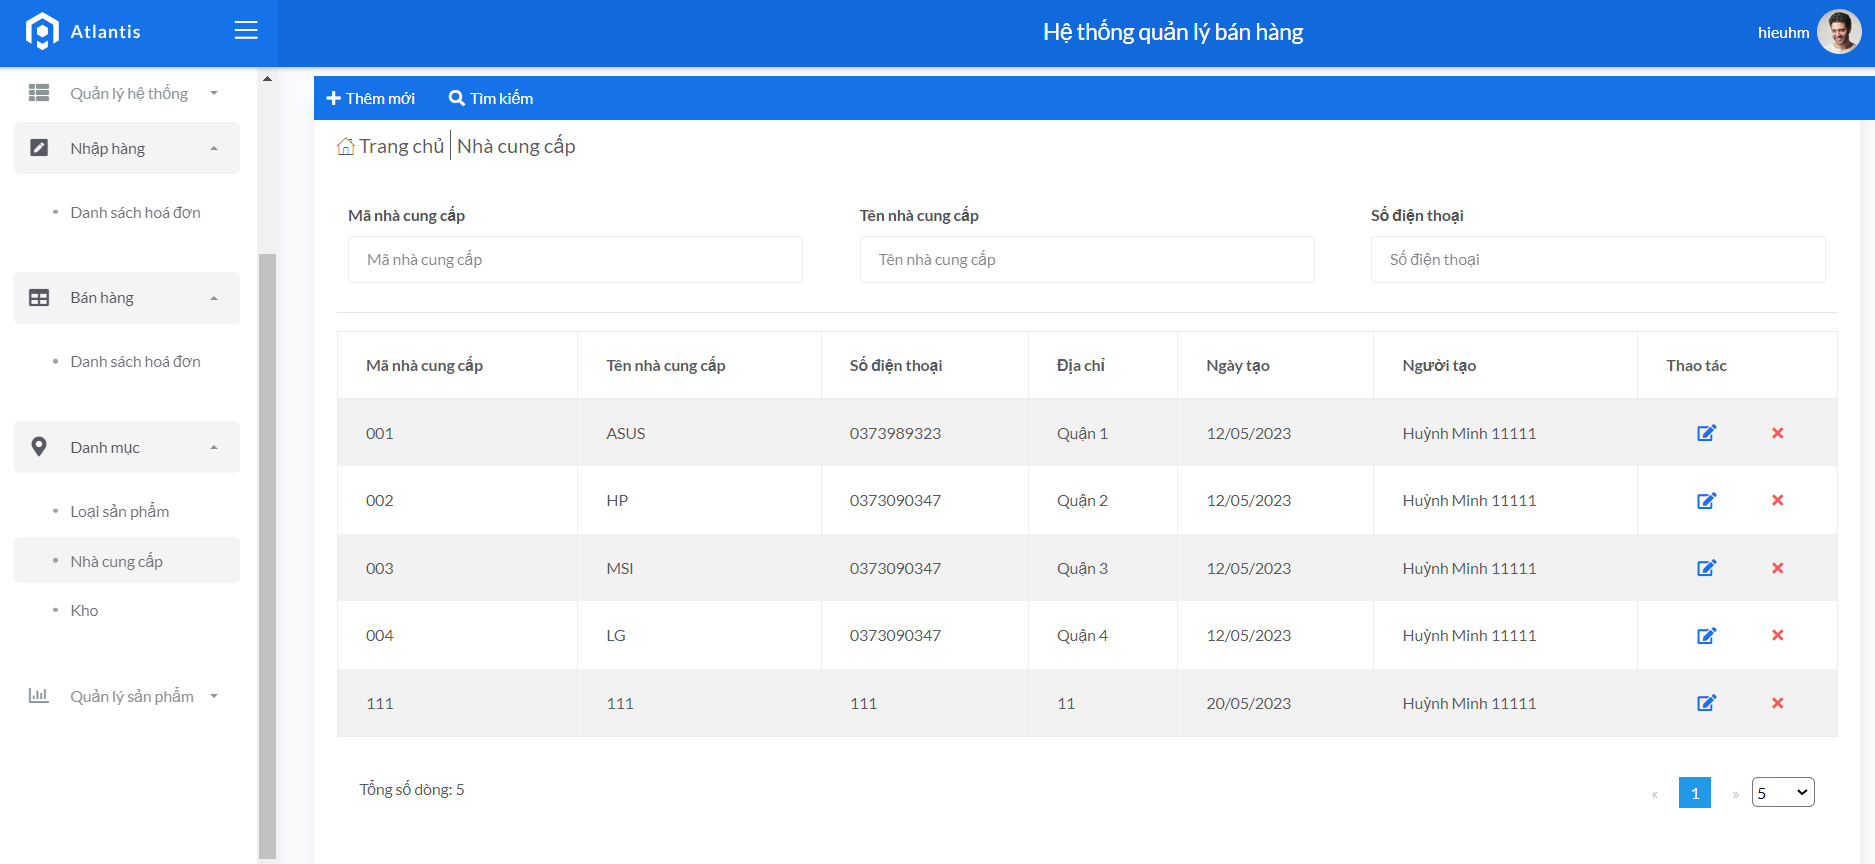 Atlantis
Hệ thống quản lý bán hàng
hieuhm
Quản lý hệ thống
Nhập hàng
Danh sách hoá đơn
Bán hàng
Danh sách hoá đơn
Danh mục
Loại sản phẩm
Nhà cung cấp
Kho
Quản lý sản phẩm
Thêm mới Tìm kiếm
Trang chủ Nhà cung cấp
Mã nhà cung cấp Tên nhà cung cấp Số điện thoại
Mã nhà cung cấp Tên nhà cung cấp Số điện thoại
Mã nhà cung cấp Tên nhà cung cấp Số điện thoại Địa chỉ Ngày tạo Người tạo Thao tác
001 ASUS 0373989323 Quận 1 12/05/2023 Huỳnh Minh 11111
002 HP 0373090347 Quận 2 12/05/2023 Huỳnh Minh 11111
003 MSI 0373090347 Quận 3 12/05/2023 Huỳnh Minh 11111
004 LG 0373090347 Quận 4 12/05/2023 Huỳnh Minh 11111
111 111 111 11 20/05/2023 Huỳnh Minh 11111
Tổng số dòng: 5
« 1 » 5